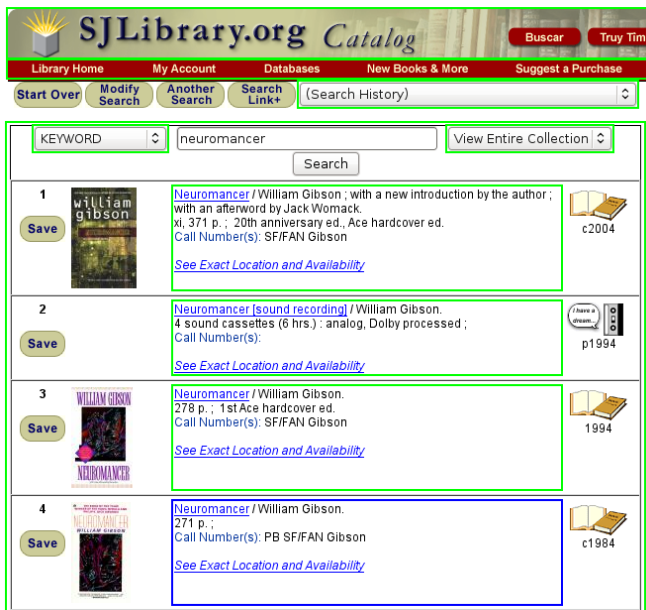 SJLibrary.org Catalog
Buscar Truy Tìm
Library Home My Account Databases New Books & More Suggest a Purchase
Start Over Modify Search Another Search Search Link+ (Search History)
KEYWORD neuromancer View Entire Collection
Search
1
Save
william gibson
Neuromancer / William Gibson ; with a new introduction by the author ;
with an afterword by Jack Womack.
xi, 371 p. ; 20th anniversary ed., Ace hardcover ed.
Call Number(s): SF/FAN Gibson
See Exact Location and Availability
c2004
2
Save
Neuromancer [sound recording] / William Gibson.
4 sound cassettes (6 hrs.) : analog, Dolby processed ;
Call Number(s):
See Exact Location and Availability
I have a dream...
p1994
3
Save
WILLIAM GIBSON
NEUROMANCER
Neuromancer / William Gibson.
278 p. ; 1st Ace hardcover ed.
Call Number(s): SF/FAN Gibson
See Exact Location and Availability
1994
4
Save
NEUROMANCER
WILLIAM GIBSON
Neuromancer / William Gibson.
271 p. ;
Call Number(s): PB SF/FAN Gibson
See Exact Location and Availability
c1984